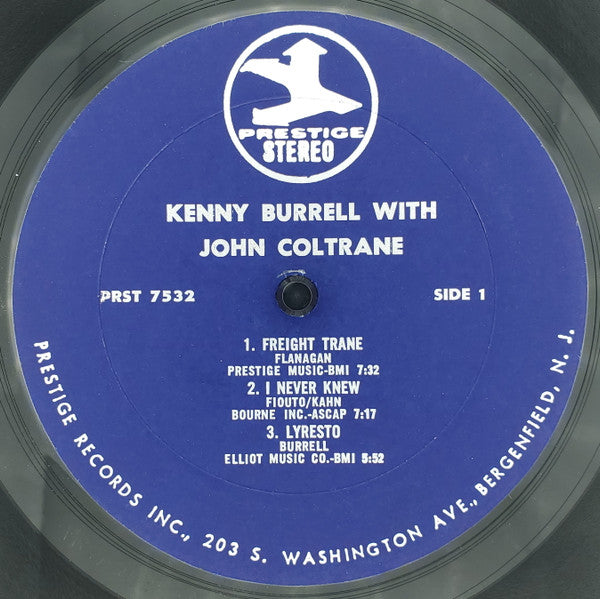 PRESTIGE
STEREO
KENNY BURRELL WITH
JOHN COLTRANE
PRST 7532
SIDE 1
1. FREIGHT TRANE
FLANAGAN
PRESTIGE MUSIC-BMI 7:32
2. I NEVER KNEW
FIOUTO/KAHN
BOURNE INC.-ASCAP 7:17
3. LYRESTO
BURRELL
ELLIOT MUSIC CO.-BMI 5:52
PRESTIGE RECORDS INC., 203 S. WASHINGTON AVE., BERGENFIELD, N. J.